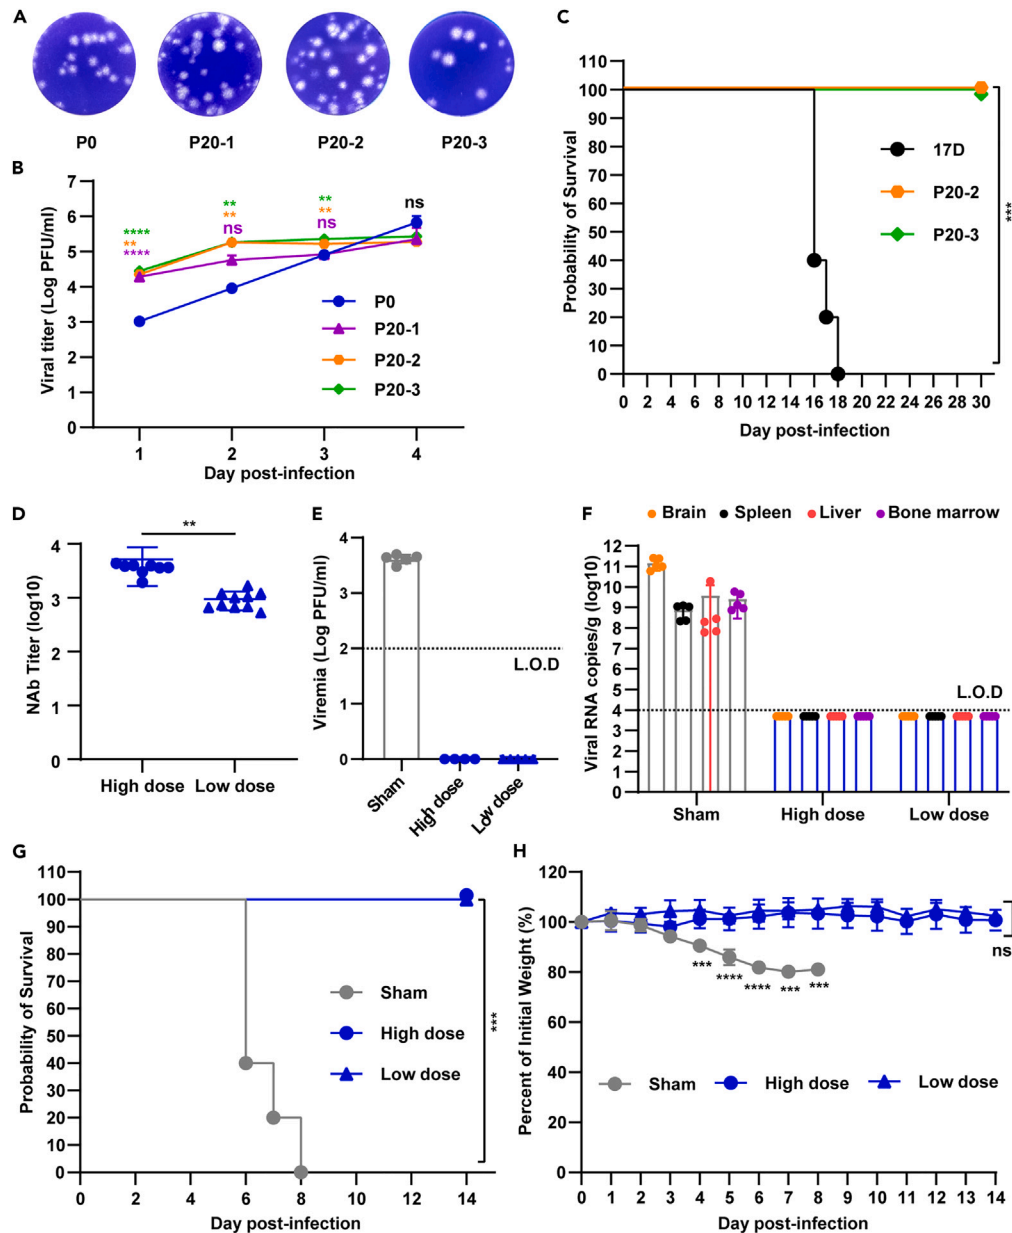 A
P0 P20-1 P20-2 P20-3
B
Viral titer (Log PFU/ml)
7
6
5
4
3
2
1
0
****
**
****
**
**
ns
**
**
ns
ns
P0
P20-1
P20-2
P20-3
1 2 3 4
Day post-infection
C
Probability of Survival
110
100
90
80
70
60
50
40
30
20
10
0
17D
P20-2
P20-3
***
0 2 4 6 8 10 12 14 16 18 22 24 26 28 30
Day post-infection
D
NAb Titer (log10)
4
3
2
1
0
**
High dose Low dose
E
Viremia (Log PFU/ml)
4
3
2
1
0
L.O.D
Sham High dose Low dose
F
Brain Spleen Liver Bone marrow
Viral RNA copies/g (log10)
12
11
10
9
8
5
4
3
2
1
0
L.O.D
Sham High dose Low dose
G
Probability of Survival
110
100
90
80
70
60
50
40
30
20
10
0
Sham
High dose
Low dose
***
0 2 4 6 8 10 12 14
Day post-infection
H
Percent of Initial Weight (%)
120
100
80
60
40
20
0
*** **** **** *** ***
ns
Sham High dose Low dose
0 1 2 3 4 5 6 7 8 9 10 11 12 13 14
Day post-infection